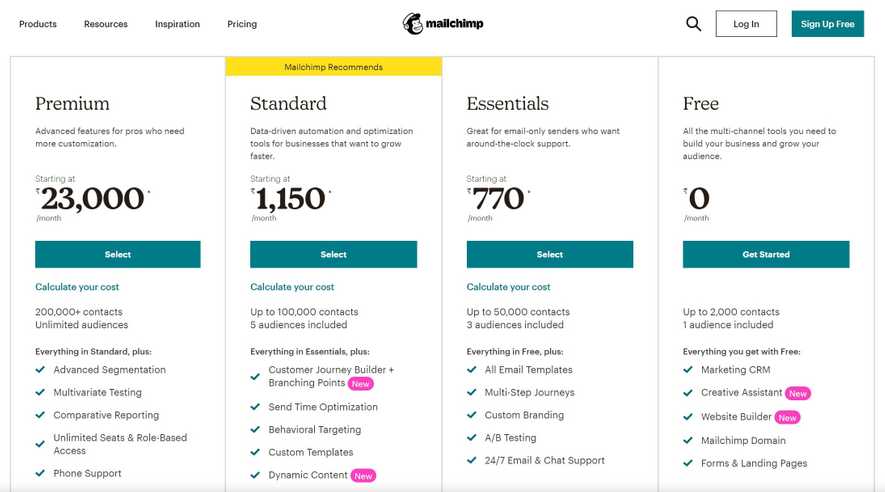 Products
Resources
Inspiration
Pricing
mailchimp
Log In
Sign Up Free
Premium
Advanced features for pros who need
more customization.
Starting at
₹23,000*
/month
Select
Calculate your cost
200,000+ contacts
Unlimited audiences
Everything in Standard, plus:
Advanced Segmentation
Multivariate Testing
Comparative Reporting
Unlimited Seats & Role-Based
Access
Phone Support
Mailchimp Recommends
Standard
Data-driven automation and optimization
tools for businesses that want to grow
faster.
Starting at
₹1,150*
/month
Select
Calculate your cost
Up to 100,000 contacts
5 audiences included
Everything in Essentials, plus:
Customer Journey Builder +
Branching Points New
Send Time Optimization
Behavioral Targeting
Custom Templates
Dynamic Content New
Essentials
Great for email-only senders who want
around-the-clock support.
Starting at
₹770*
/month
Select
Calculate your cost
Up to 50,000 contacts
3 audiences included
Everything in Free, plus:
All Email Templates
Multi-Step Journeys
Custom Branding
A/B Testing
24/7 Email & Chat Support
Free
All the multi-channel tools you need to
build your business and grow your
audience.
₹0
/month
Get Started
Up to 2,000 contacts
1 audience included
Everything you get with Free:
Marketing CRM
Creative Assistant New
Website Builder New
Mailchimp Domain
Forms & Landing Pages